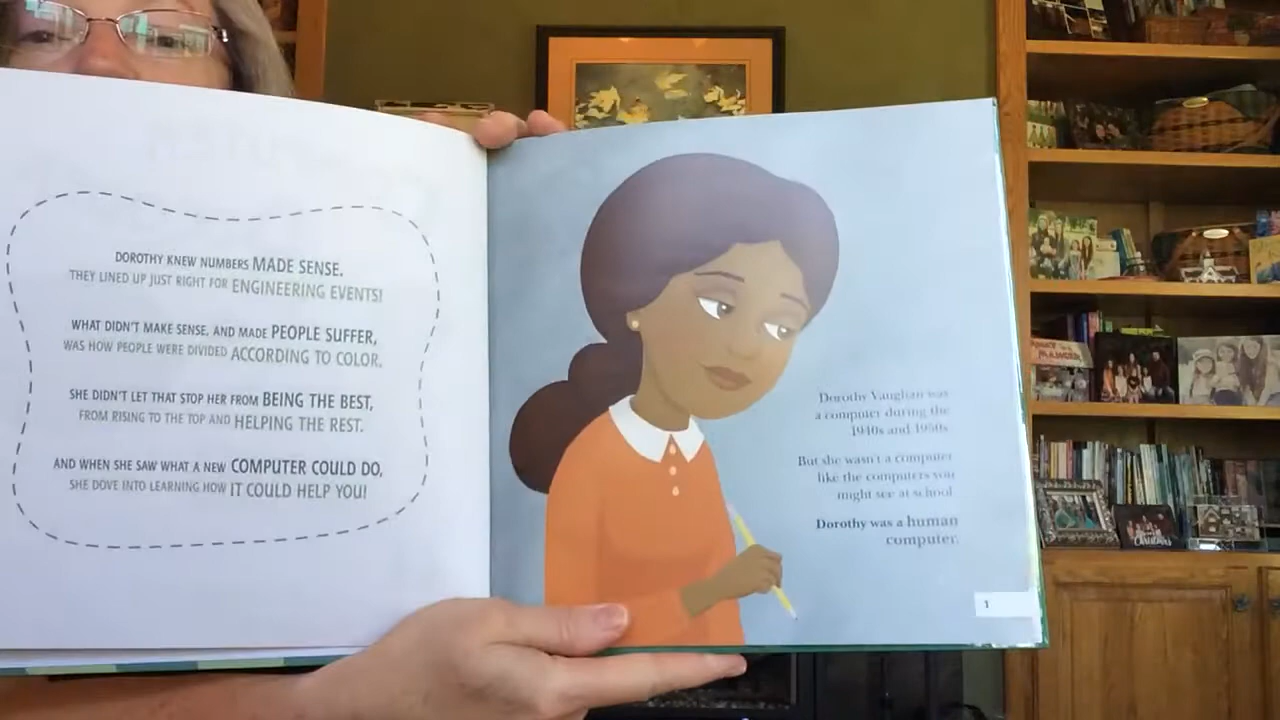 DOROTHY KNEW NUMBERS MADE SENSE.
THEY LINED UP JUST RIGHT FOR ENGINEERING EVENTS!
WHAT DIDN'T MAKE SENSE, AND MADE PEOPLE SUFFER,
WAS HOW PEOPLE WERE DIVIDED ACCORDING TO COLOR.
SHE DIDN'T LET THAT STOP HER FROM BEING THE BEST,
FROM RISING TO THE TOP AND HELPING THE REST.
AND WHEN SHE SAW WHAT A NEW COMPUTER COULD DO,
SHE DOVE INTO LEARNING HOW IT COULD HELP YOU!
Dorothy Vaughan was
a computer during the
1940s and 1950s.
But she wasn't a computer
like the computers you
might see at school.
Dorothy was a human
computer.
1